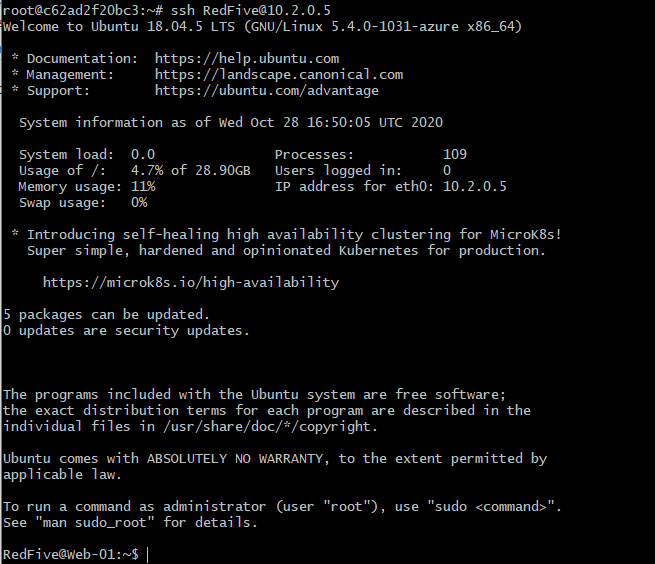 root@c62ad2f20bc3:~# ssh RedFive@10.2.0.5
Welcome to Ubuntu 18.04.5 LTS (GNU/Linux 5.4.0-1031-azure x86_64)
* Documentation:  https://help.ubuntu.com
* Management:     https://landscape.canonical.com
* Support:        https://ubuntu.com/advantage
System information as of Wed Oct 28 16:50:05 UTC 2020
System load:  0.0               Processes:           109
Usage of /:   4.7% of 28.90GB   Users logged in:     0
Memory usage: 11%               IP address for eth0: 10.2.0.5
Swap usage:   0%
* Introducing self-healing high availability clustering for MicroK8s!
Super simple, hardened and opinionated Kubernetes for production.
https://microk8s.io/high-availability
5 packages can be updated.
0 updates are security updates.
The programs included with the Ubuntu system are free software;
the exact distribution terms for each program are described in the
individual files in /usr/share/doc/*/copyright.
Ubuntu comes with ABSOLUTELY NO WARRANTY, to the extent permitted by
applicable law.
To run a command as administrator (user "root"), use "sudo <command>".
See "man sudo_root" for details.
RedFive@Web-01:~$